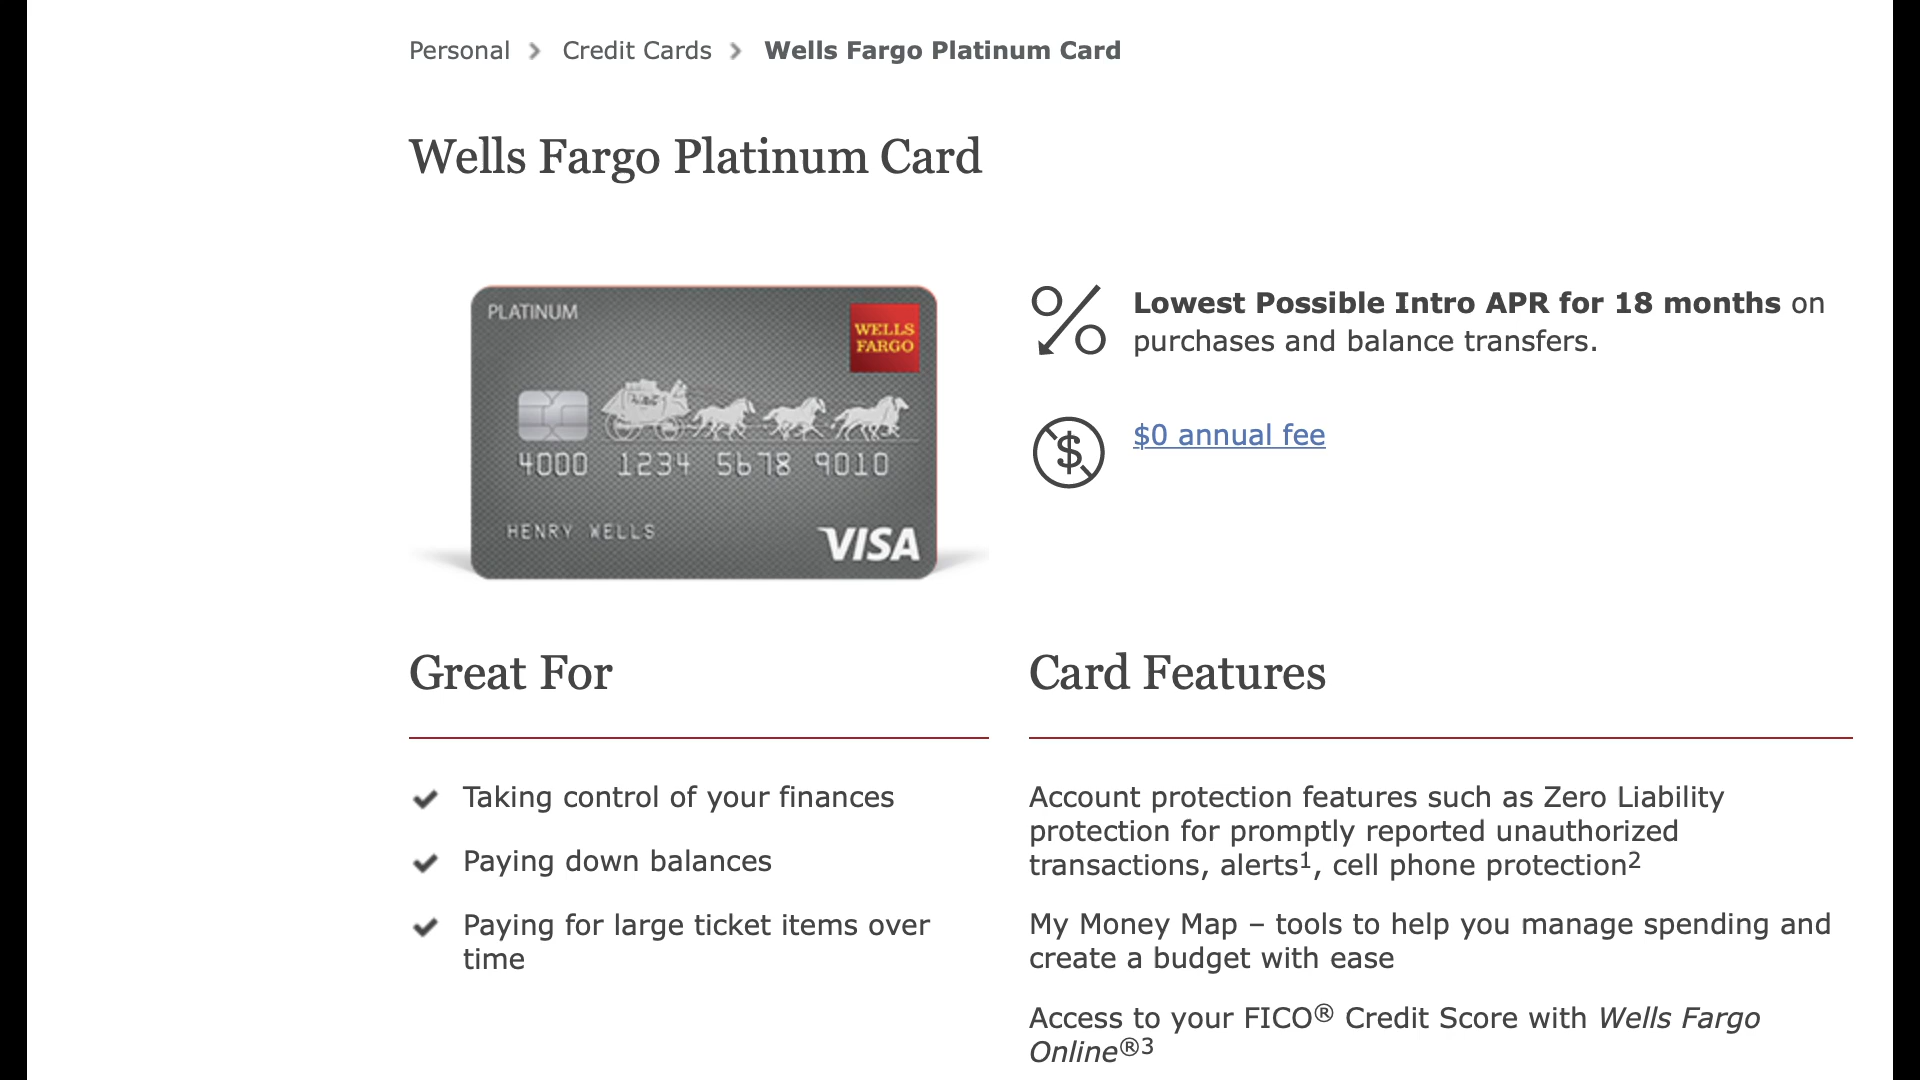 Personal > Credit Cards > Wells Fargo Platinum Card
Wells Fargo Platinum Card
PLATINUM
WELLS
FARGO
4000 1234 5678 9010
HENRY WELLS
VISA
Lowest Possible Intro APR for 18 months on
purchases and balance transfers.
$0 annual fee
Great For
Taking control of your finances
Paying down balances
Paying for large ticket items over
time
Card Features
Account protection features such as Zero Liability
protection for promptly reported unauthorized
transactions, alerts1, cell phone protection2
My Money Map – tools to help you manage spending and
create a budget with ease
Access to your FICO® Credit Score with Wells Fargo
Online®3